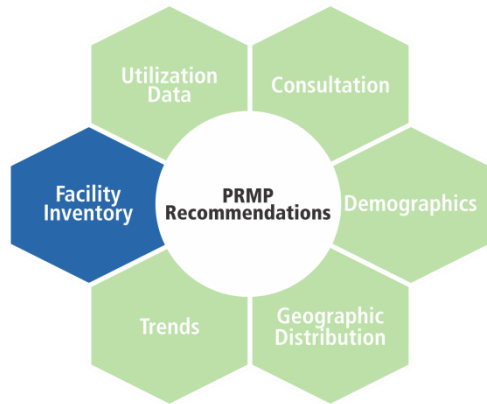 Utilization
Data
Consultation
Facility
Inventory
PRMP
Recommendations
Demographics
Trends
Geographic
Distribution